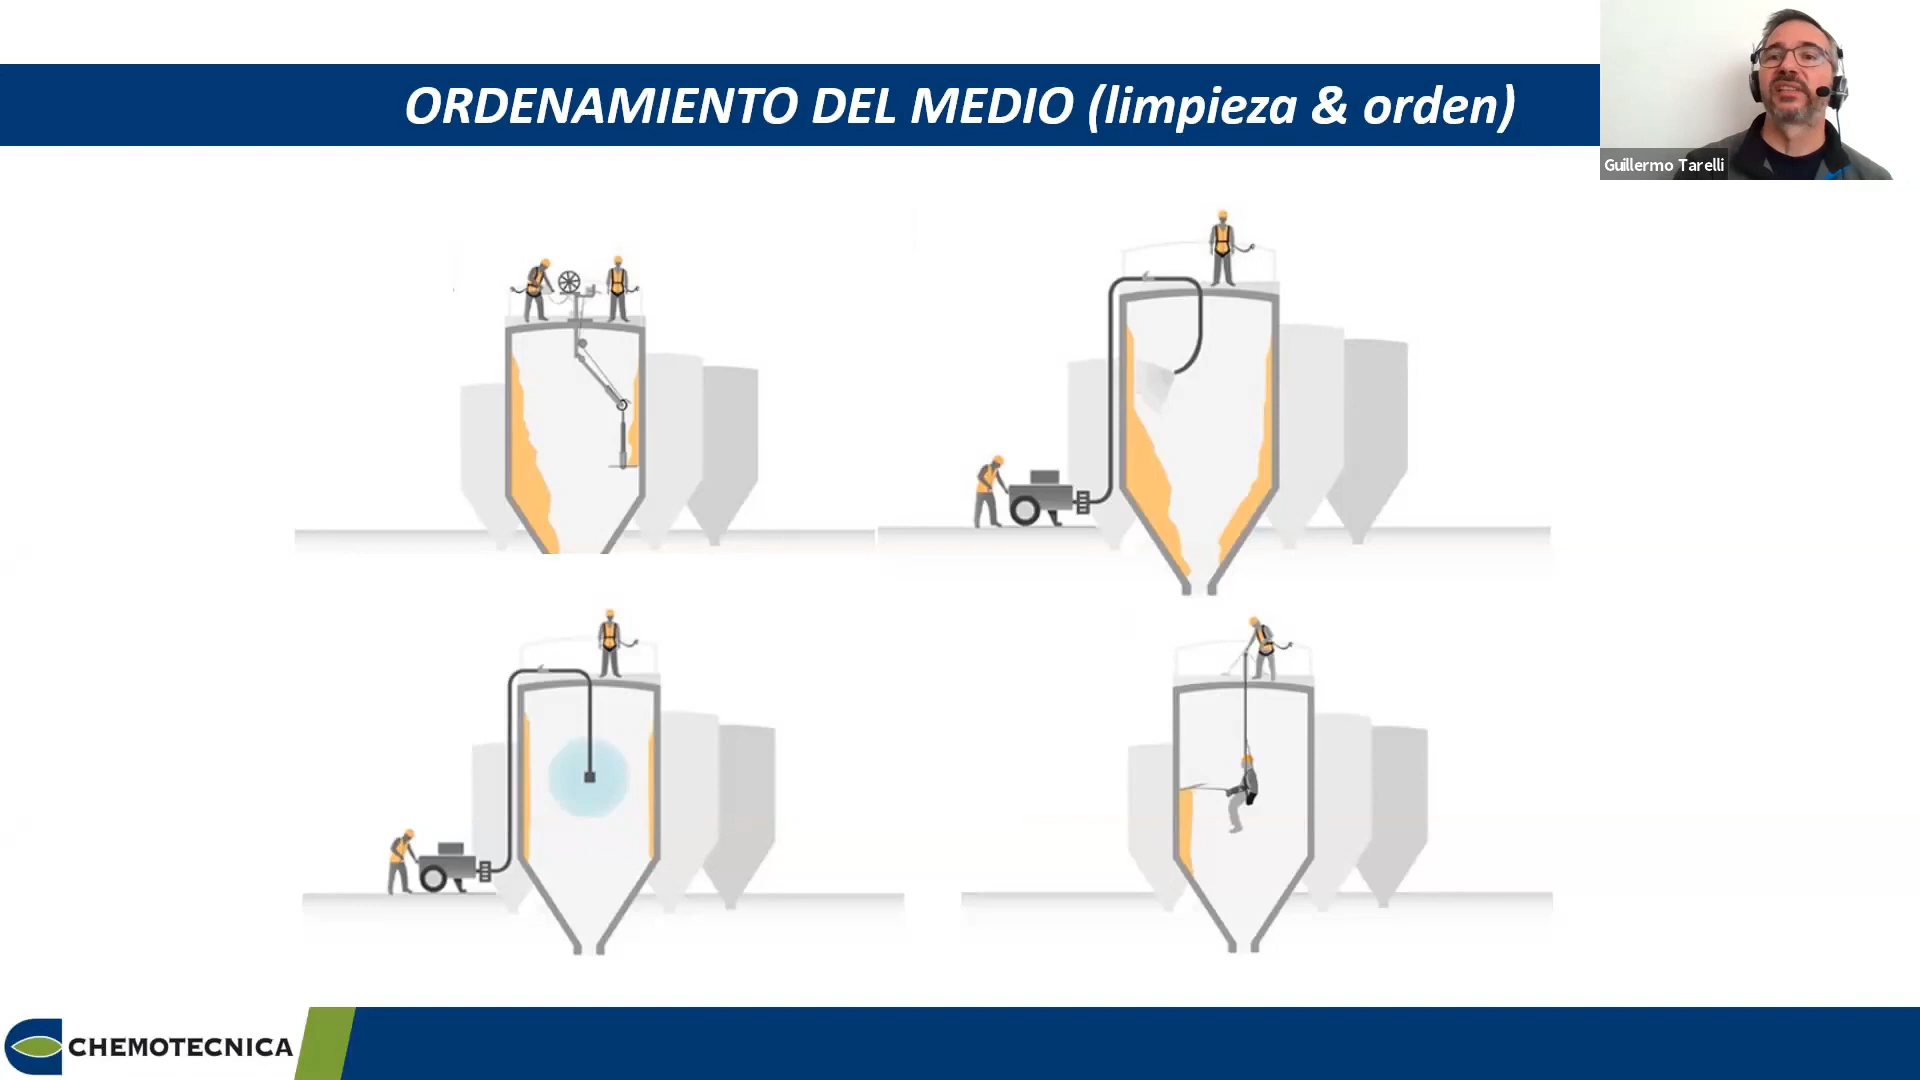 ORDENAMIENTO DEL MEDIO (limpieza & orden)
Guillermo Tarelli
CHEMOTECNICA